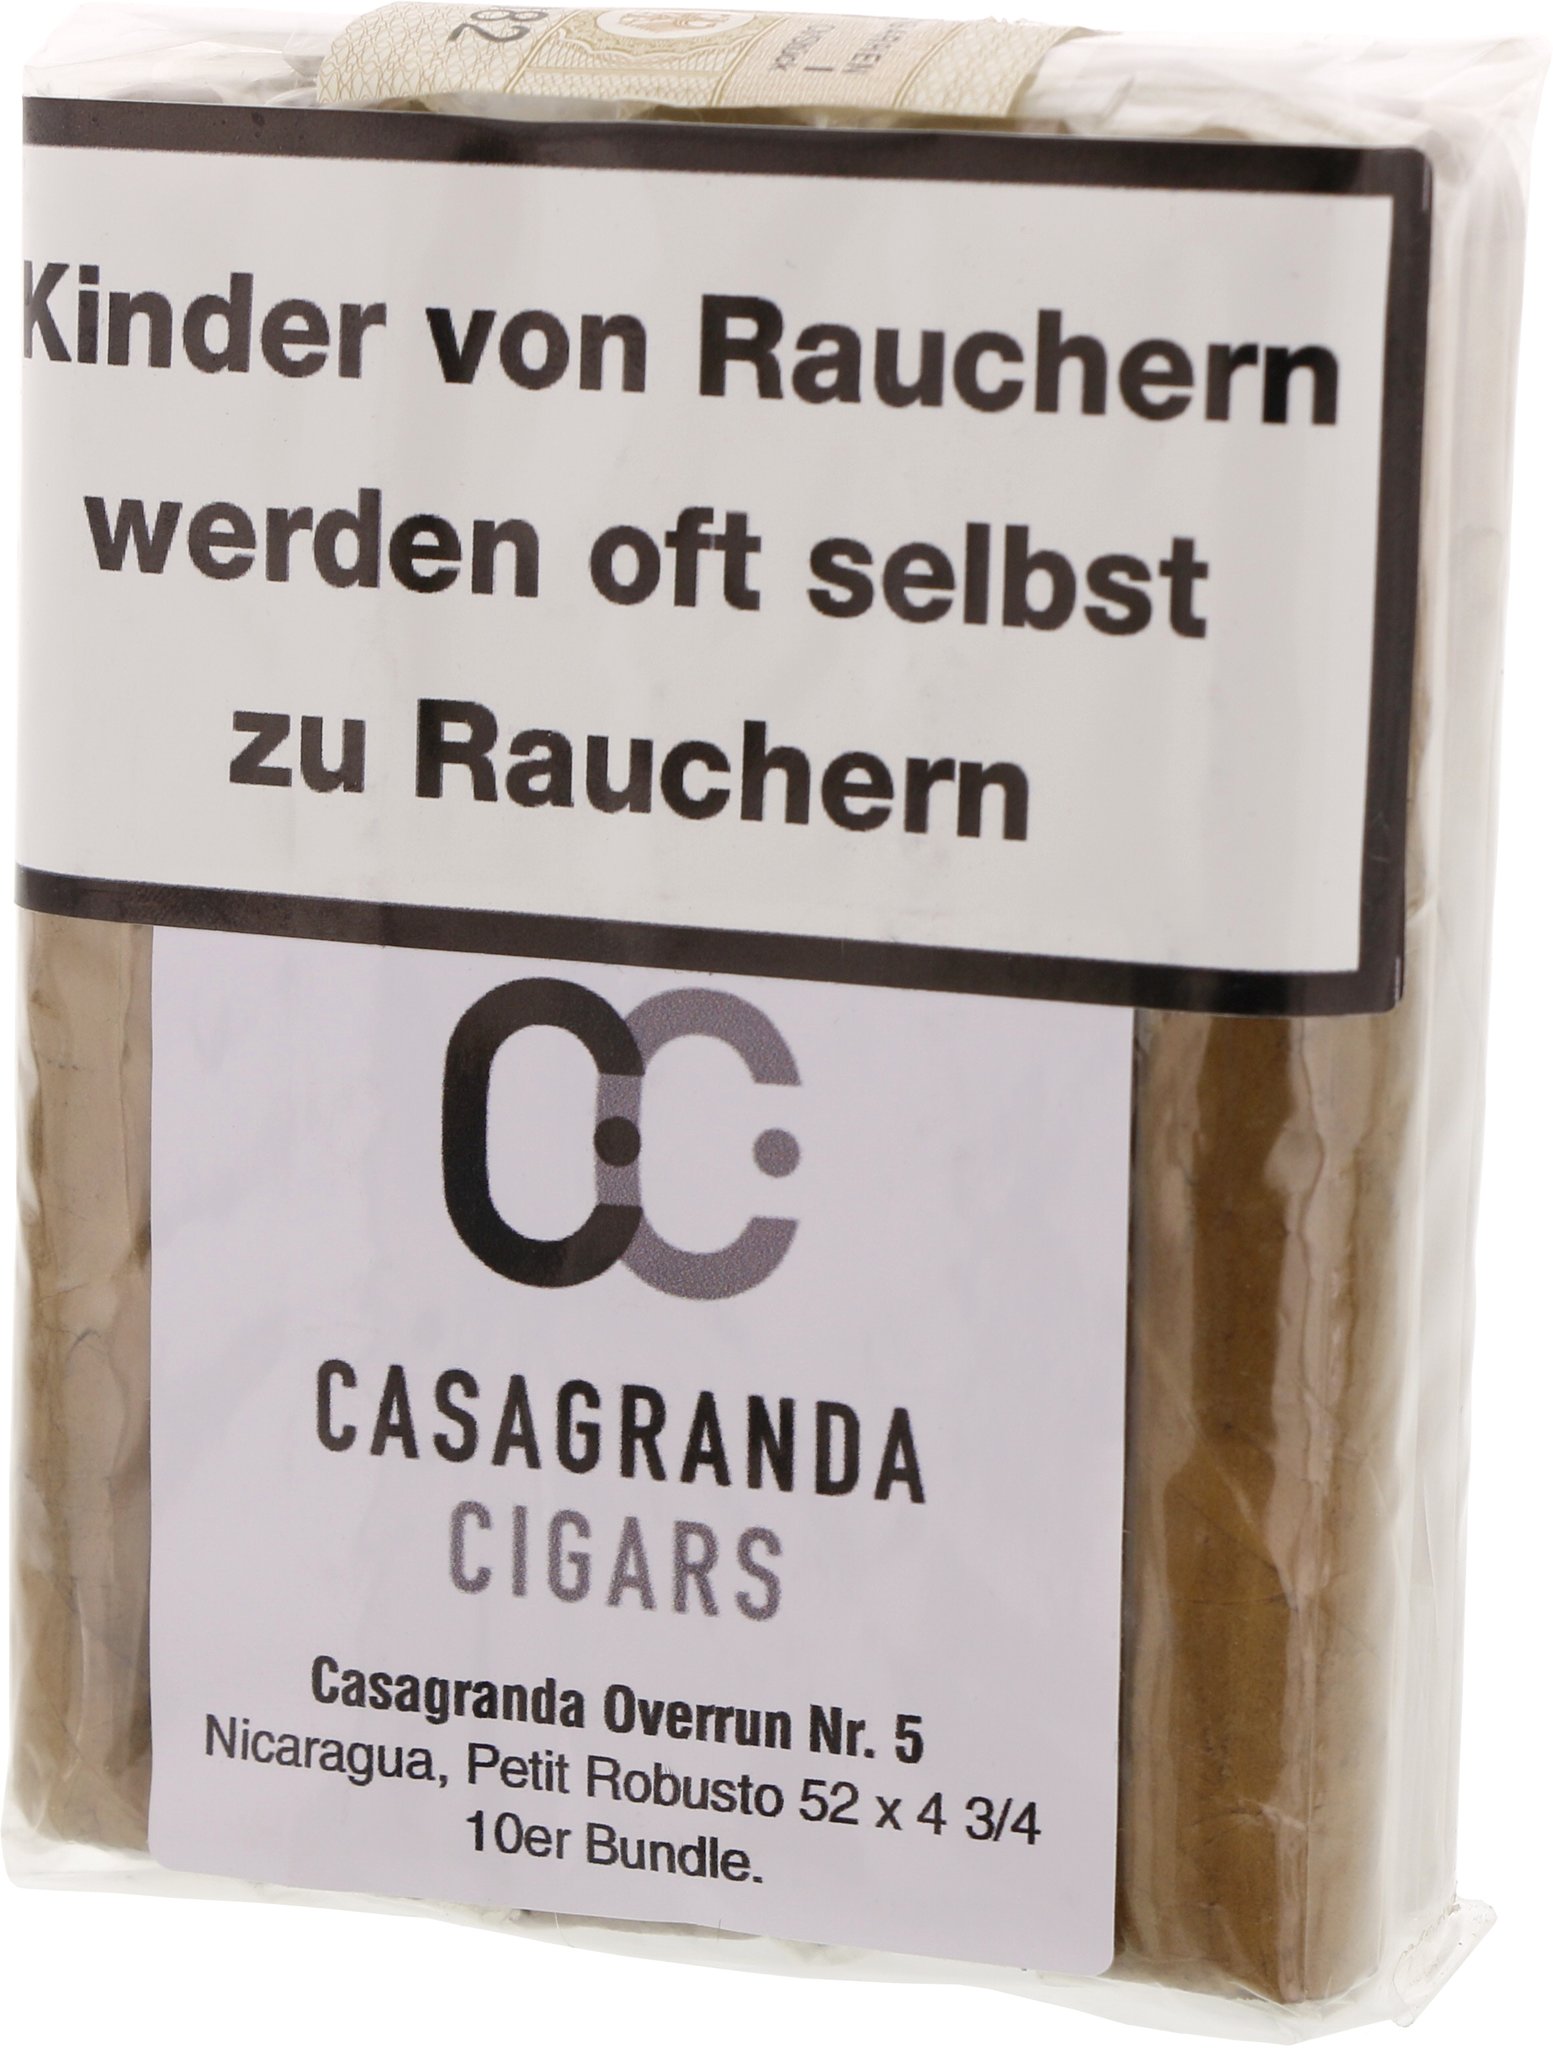 82
Kinder von Rauchern
werden oft selbst
zu Rauchern
CASAGRANDA
CIGARS
Casagranda Overrun Nr. 5
Nicaragua, Petit Robusto 52 x 4 3/4
10er Bundle.